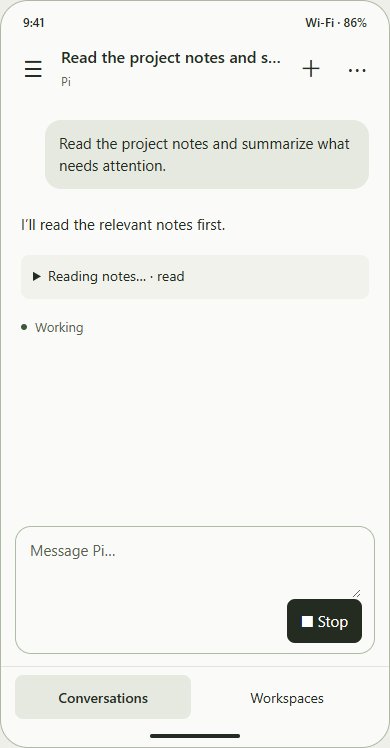 9:41
Wi-Fi · 86%
Read the project notes and s...
Pi
Read the project notes and summarize what
needs attention.
I'll read the relevant notes first.
Reading notes... · read
Working
Message Pi...
Stop
Conversations
Workspaces